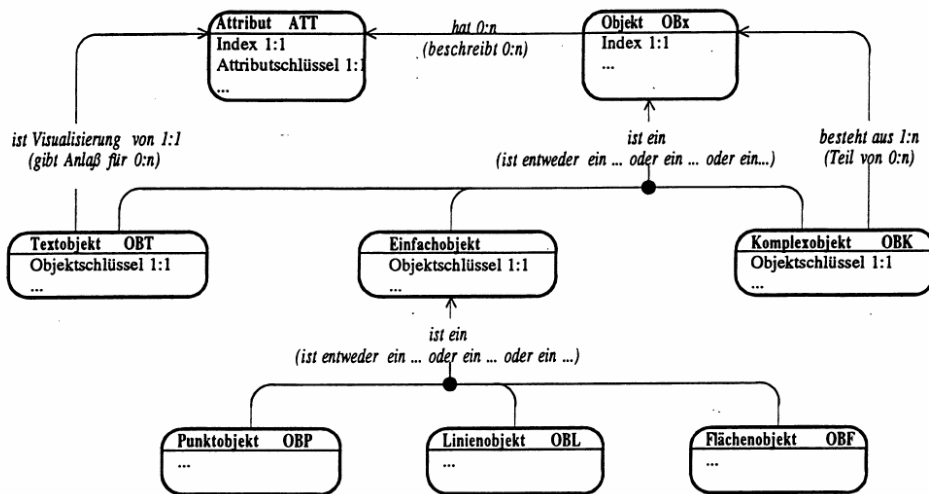 Attribut ATT
Index 1:1
Attributschlüssel 1:1
...
hat 0:n
(beschreibt 0:n)
Objekt OBx
Index 1:1
...
ist Visualisierung von 1:1
(gibt Anlaß für 0:n)
ist ein
(ist entweder ein ... oder ein ... oder ein...)
besteht aus 1:n
(Teil von 0:n)
Textobjekt OBT
Objektschlüssel 1:1
...
Einfachobjekt
Objektschlüssel 1:1
...
Komplexobjekt OBK
Objektschlüssel 1:1
...
ist ein
(ist entweder ein ... oder ein ... oder ein ...)
Punktobjekt OBP
...
Linienobjekt OBL
...
Flächenobjekt OBF
...